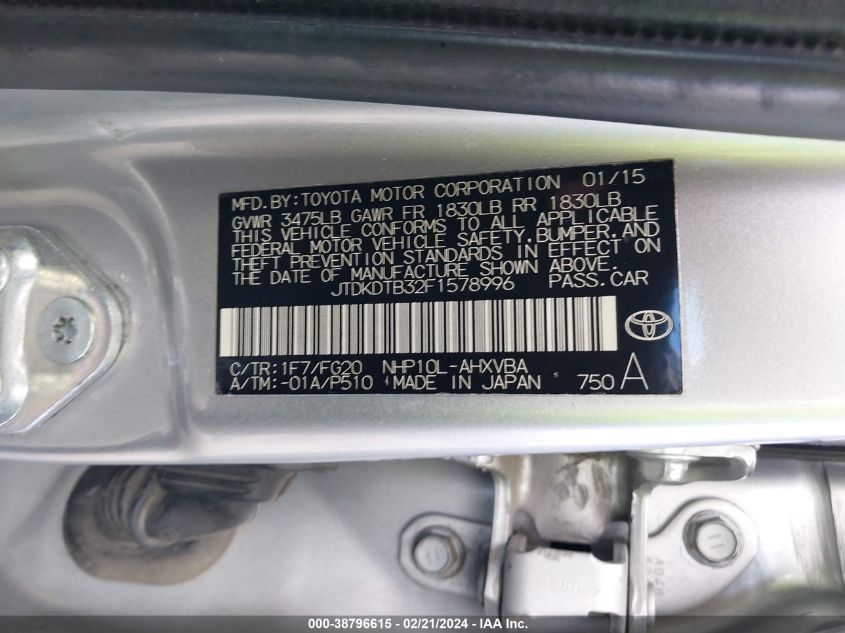 MFD.BY:TOYOTA MOTOR CORPORATION 01/15
GVWR 3475LB GAWR FR 1830LB RR 1830LB
THIS VEHICLE CONFORMS TO ALL APPLICABLE
FEDERAL MOTOR VEHICLE SAFETY,BUMPER,AND
THEFT PREVENTION STANDARDS IN EFFECT ON
THE DATE OF MANUFACTURE SHOWN ABOVE.
JTDKDTB32F1578996 PASS.CAR
C/TR:1F7/FG20 NHP10L-AHXVBA
A/TM:-01A/P510 MADE IN JAPAN 750 A
000-38796615 / 02/21/2024 - IAA Inc.